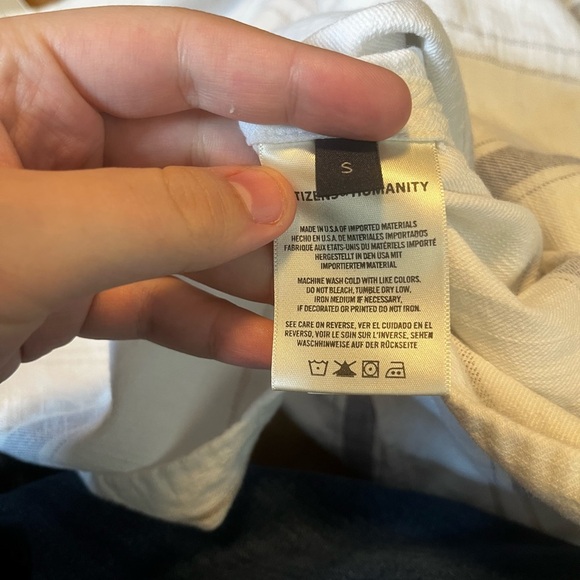 S
TIZENS of HUMANITY
MADE IN U.S.A OF IMPORTED MATERIALS
HECHO EN U.S.A. DE MATERIALES IMPORTADOS
FABRIQUE AUX ETATS-UNIS DU MATÉRIELS IMPORTÉ
HERGESTELLT IN DEN USA MIT
IMPORTIERTEM MATERIAL
MACHINE WASH COLD WITH LIKE COLORS.
DO NOT BLEACH, TUMBLE DRY LOW,
IRON MEDIUM IF NECESSARY,
IF DECORATED OR PRINTED DO NOT IRON.
SEE CARE ON REVERSE, VER EL CUIDADO EN EL
REVERSO, VOIR LE SOIN SUR L'INVERSE, SEHEN
WASCHHINWEISE AUF DER RÜCKSEITE